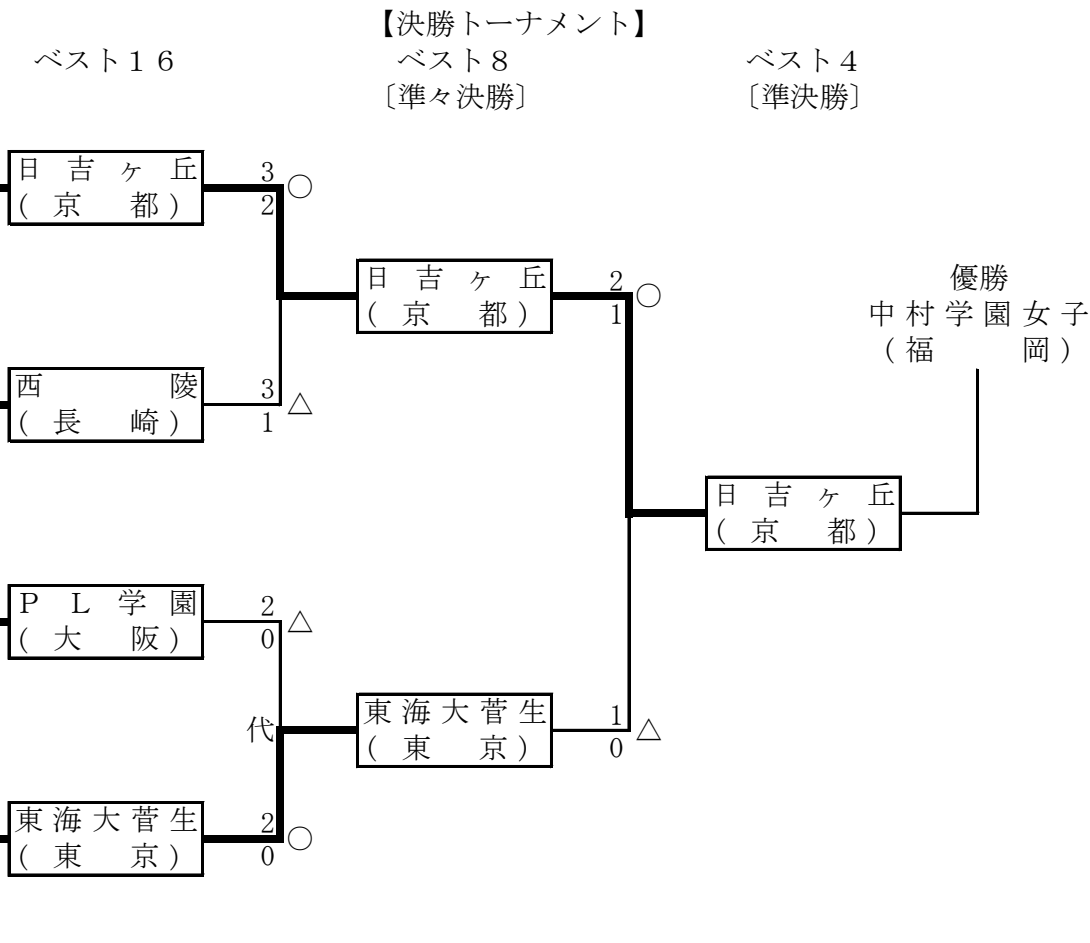 【決勝トーナメント】
ベスト１６
ベスト８
ベスト４
〔準々決勝〕
〔準決勝〕
日吉ヶ丘
(京都)
3
2
○
西陵
(長崎)
3
1
△
日吉ヶ丘
(京都)
2
1
○
優勝
中村学園女子
(福岡)
日吉ヶ丘
(京都)
ＰＬ学園
(大阪)
2
0
△
代
東海大菅生
(東京)
1
0
△
東海大菅生
(東京)
2
0
○